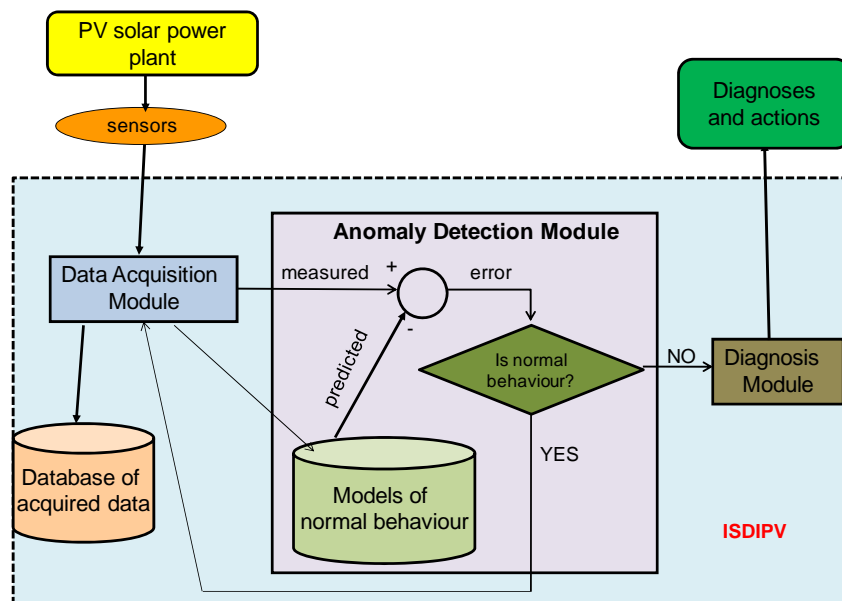 PV solar power
plant
sensors
Diagnoses
and actions
Anomaly Detection Module
Data Acquisition
Module
measured
+
error
-
predicted
Is normal
behaviour?
NO
Diagnosis
Module
YES
Database of
acquired data
Models of
normal behaviour
ISDIPV